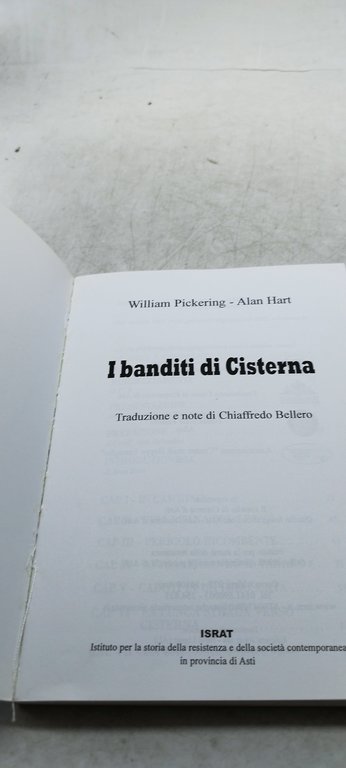 William Pickering - Alan Hart
I banditi di Cisterna
Traduzione e note di Chiaffredo Bellero
ISRAT
Istituto per la storia della resistenza e della società contemporanea
in provincia di Asti